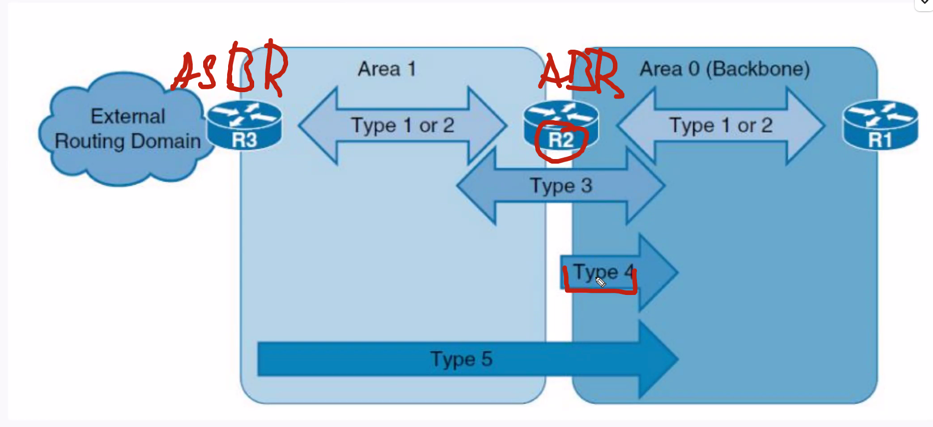 ASBR
Area 1
ABR
Area 0 (Backbone)
External
Routing Domain
R3
Type 1 or 2
R2
Type 1 or 2
R1
Type 3
Type 4
Type 5